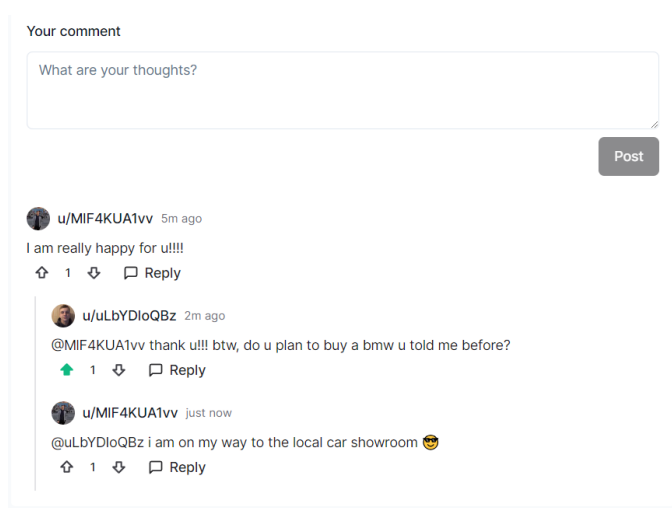 Your comment
What are your thoughts?
Post
u/MIF4KUA1vv 5m ago
I am really happy for u!!!!
1 Reply
u/uLbYDIoQBz 2m ago
@MIF4KUA1vv thank u!!! btw, do u plan to buy a bmw u told me before?
1 Reply
u/MIF4KUA1vv just now
@uLbYDIoQBz i am on my way to the local car showroom 😎
1 Reply